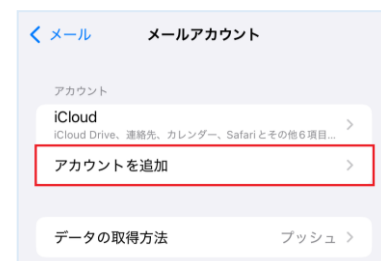 メール メールアカウント
アカウント
iCloud
iCloud Drive、連絡先、カレンダー、Safariとその他6項目...
アカウントを追加
データの取得方法 プッシュ